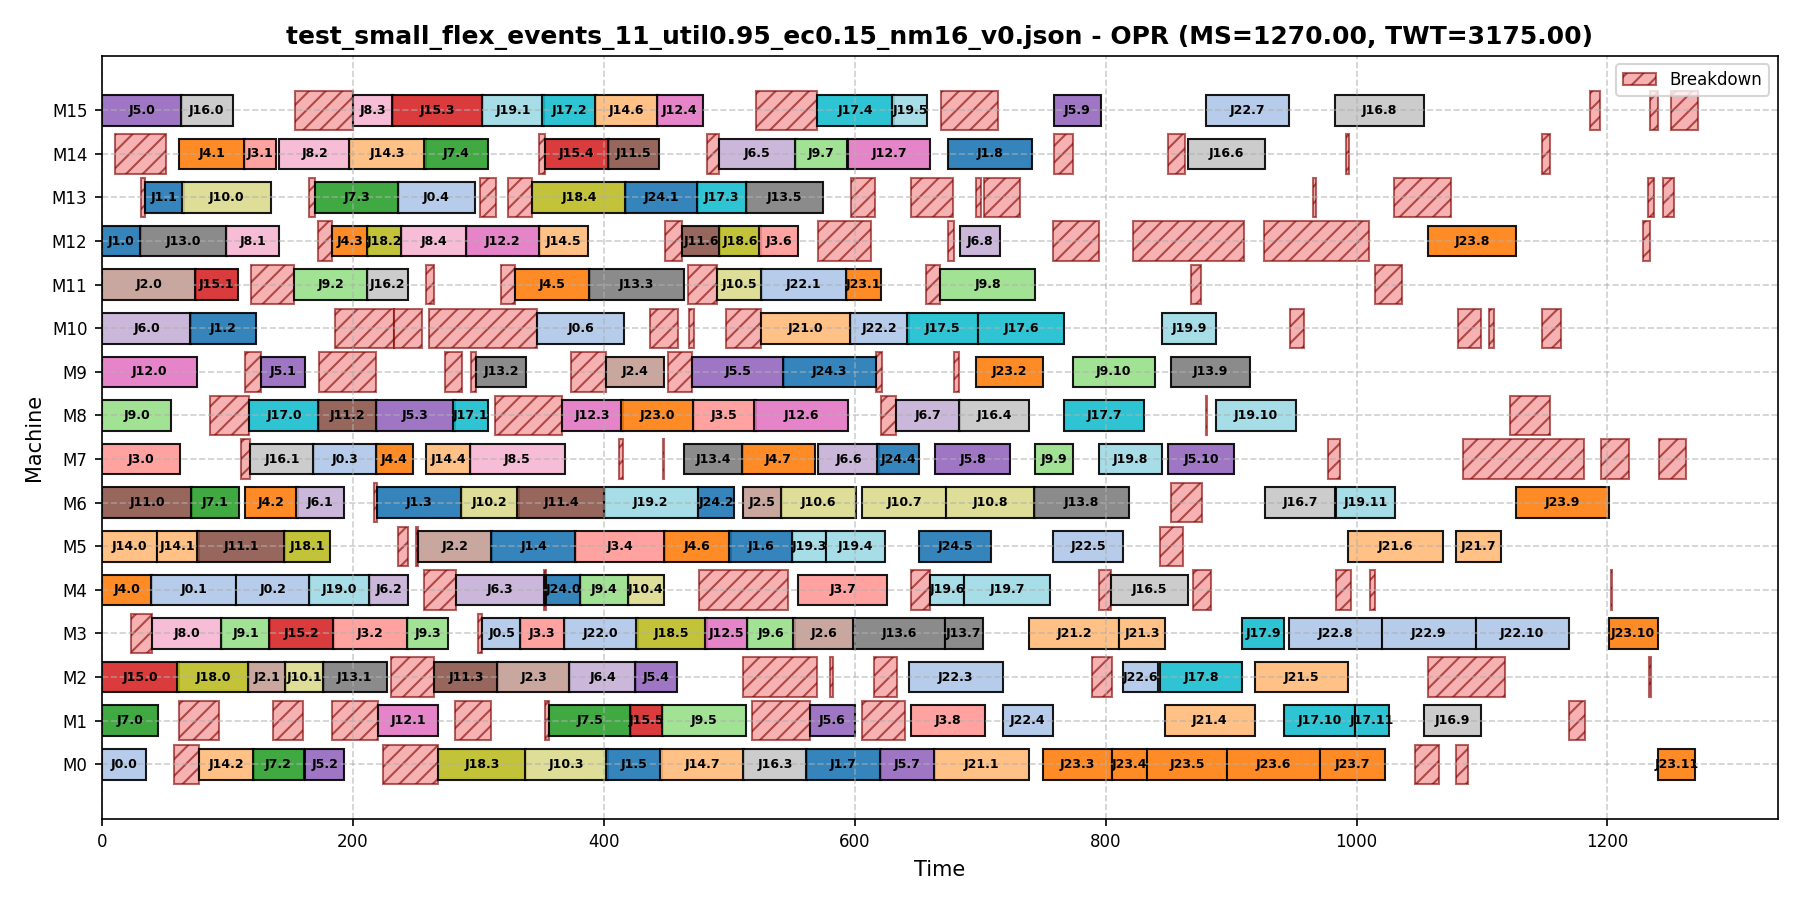 test_small_flex_events_11_util0.95_ec0.15_nm16_v0.json - OPR (MS=1270.00, TWT=3175.00)
Breakdown
M15 J5.0 J16.0 J8.3 J15.3 J19.1 J17.2 J14.6 J12.4 J17.4 J19.5 J5.9 J22.7 J16.8
M14 J4.1 J3.1 J8.2 J14.3 J7.4 J15.4 J11.5 J6.5 J9.7 J12.7 J1.8 J16.6
M13 J1.1 J10.0 J7.3 J0.4 J18.4 J24.1 J17.3 J13.5
M12 J1.0 J13.0 J8.1 J4.3 J18.2 J8.4 J12.2 J14.5 J11.6 J18.6 J3.6 J6.8 J23.8
M11 J2.0 J15.1 J9.2 J16.2 J4.5 J13.3 J10.5 J22.1 J23.1 J9.8
M10 J6.0 J1.2 J0.6 J21.0 J22.2 J17.5 J17.6 J19.9
M9 J12.0 J5.1 J13.2 J2.4 J5.5 J24.3 J23.2 J9.10 J13.9
M8 J9.0 J17.0 J11.2 J5.3 J17.1 J12.3 J23.0 J3.5 J12.6 J6.7 J16.4 J17.7 J19.10
M7 J3.0 J16.1 J0.3 J4.4 J14.4 J8.5 J13.4 J4.7 J6.6 J24.4 J5.8 J9.9 J19.8 J5.10
M6 J11.0 J7.1 J4.2 J6.1 J1.3 J10.2 J11.4 J19.2 J24.2 J2.5 J10.6 J10.7 J10.8 J13.8 J16.7 J19.11 J23.9
M5 J14.0 J14.1 J11.1 J18.1 J2.2 J1.4 J3.4 J4.6 J1.6 J19.3 J19.4 J24.5 J22.5 J21.6 J21.7
M4 J4.0 J0.1 J0.2 J19.0 J6.2 J6.3 J24.0 J9.4 J10.4 J3.7 J19.6 J19.7 J16.5
M3 J8.0 J9.1 J15.2 J3.2 J9.3 J0.5 J3.3 J22.0 J18.5 J12.5 J9.6 J2.6 J13.6 J13.7 J21.2 J21.3 J17.9 J22.8 J22.9 J22.10 J23.10
M2 J15.0 J18.0 J2.1 J10.1 J13.1 J11.3 J2.3 J6.4 J5.4 J22.3 J22.6 J17.8 J21.5
M1 J7.0 J12.1 J7.5 J15.5 J9.5 J5.6 J3.8 J22.4 J21.4 J17.10 J17.11 J16.9
M0 J0.0 J14.2 J7.2 J5.2 J18.3 J10.3 J1.5 J14.7 J16.3 J1.7 J5.7 J21.1 J23.3 J23.4 J23.5 J23.6 J23.7 J23.11
0 200 400 600 800 1000 1200
Time
Machine